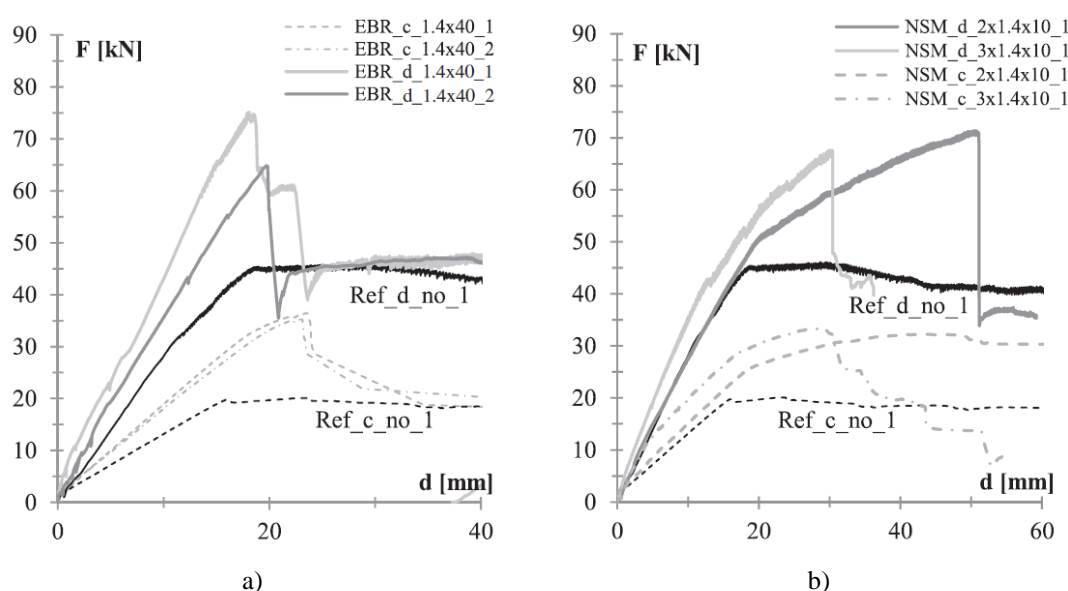 F [kN]
EBR_c_1.4x40_1
EBR_c_1.4x40_2
EBR_d_1.4x40_1
EBR_d_1.4x40_2
90
80
70
60
50
40
30
20
10
0
Ref_d_no_1
Ref_c_no_1
d [mm]
0 20 40
a)
F [kN]
NSM_d_2x1.4x10_1
NSM_d_3x1.4x10_1
NSM_c_2x1.4x10_1
NSM_c_3x1.4x10_1
90
80
70
60
50
40
30
20
10
0
Ref_d_no_1
Ref_c_no_1
d [mm]
0 20 40 60
b)